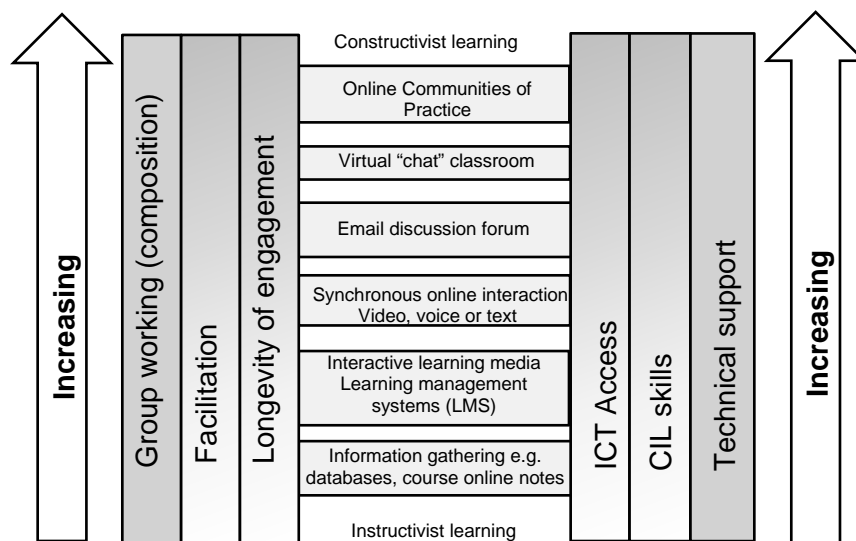 Constructivist learning
Online Communities of
Practice
Virtual “chat” classroom
Email discussion forum
Synchronous online interaction
Video, voice or text
Interactive learning media
Learning management
systems (LMS)
Information gathering e.g.
databases, course online notes
Instructivist learning
Increasing
Group working (composition)
Facilitation
Longevity of engagement
ICT Access
CIL skills
Technical support
Increasing